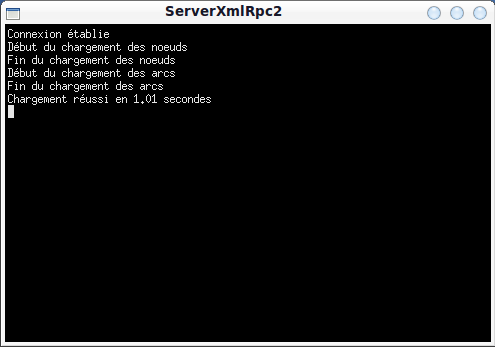 ServerXmlRpc2
Connexion établie
Début du chargement des noeuds
Fin du chargement des noeuds
Début du chargement des arcs
Fin du chargement des arcs
Chargement réussi en 1.01 secondes